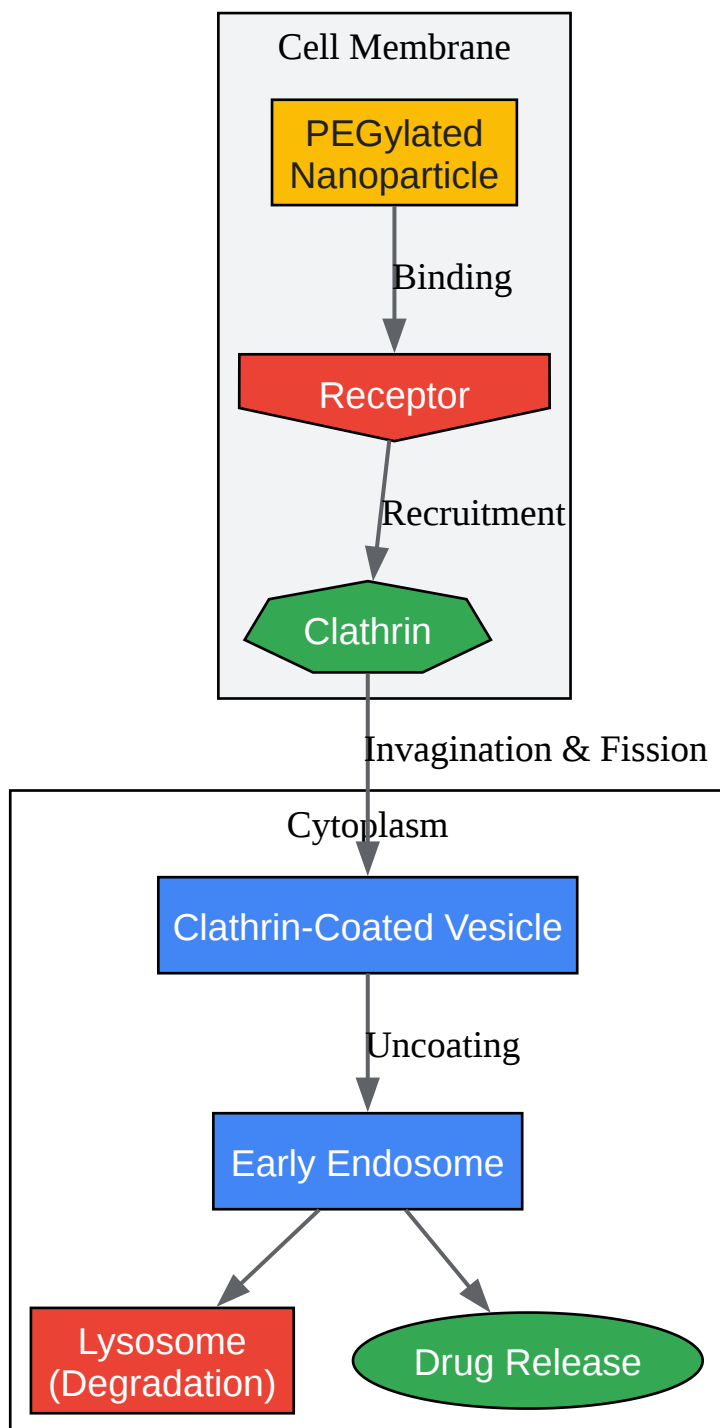 Cell Membrane
PEGylated
Nanoparticle
Binding
Receptor
Recruitment
Clathrin
Invagination & Fission
Cytoplasm
Clathrin-Coated Vesicle
Uncoating
Early Endosome
Lysosome
(Degradation)
Drug Release